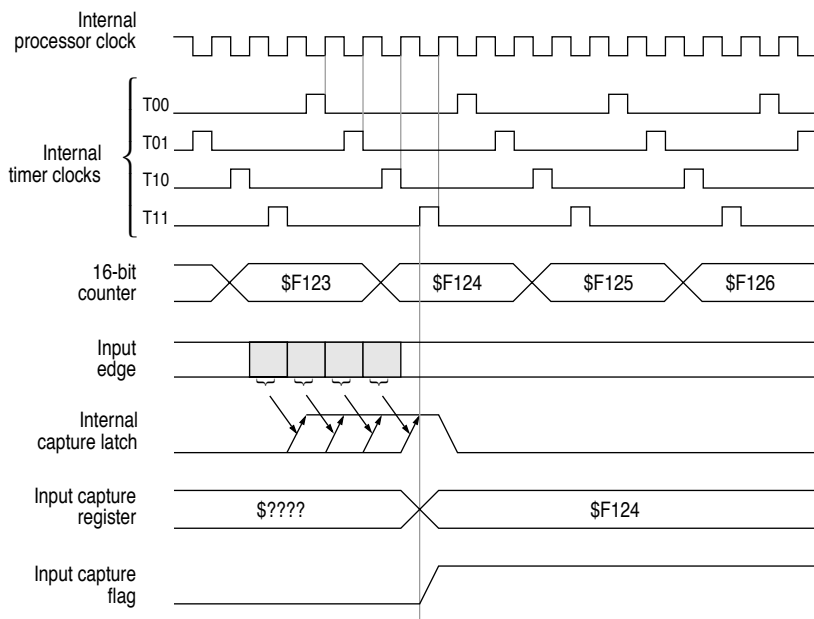 Internal
processor clock
T00
T01
Internal
timer clocks
T10
T11
16-bit
counter
$F123
$F124
$F125
$F126
Input
edge
Internal
capture latch
Input capture
register
$????
$F124
Input capture
flag